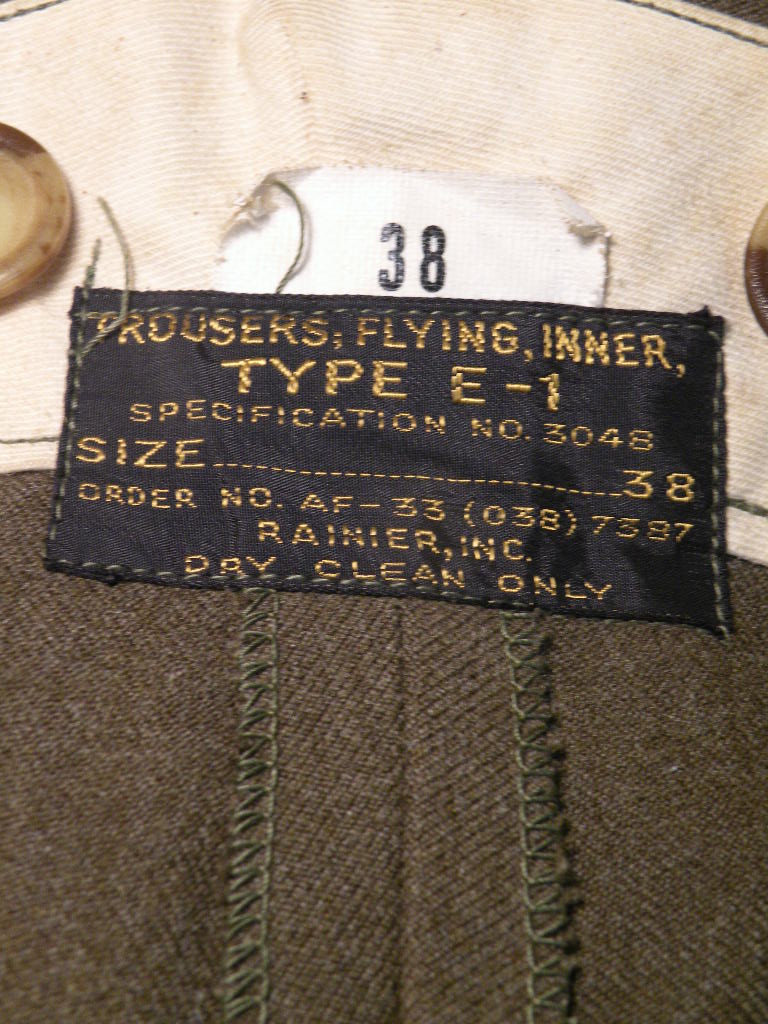 38
TROUSERS, FLYING, INNER,
TYPE E-1
SPECIFICATION NO. 3048
SIZE.......................................38
ORDER NO. AF-33 (038) 7387
RAINIER, INC.
DRY CLEAN ONLY